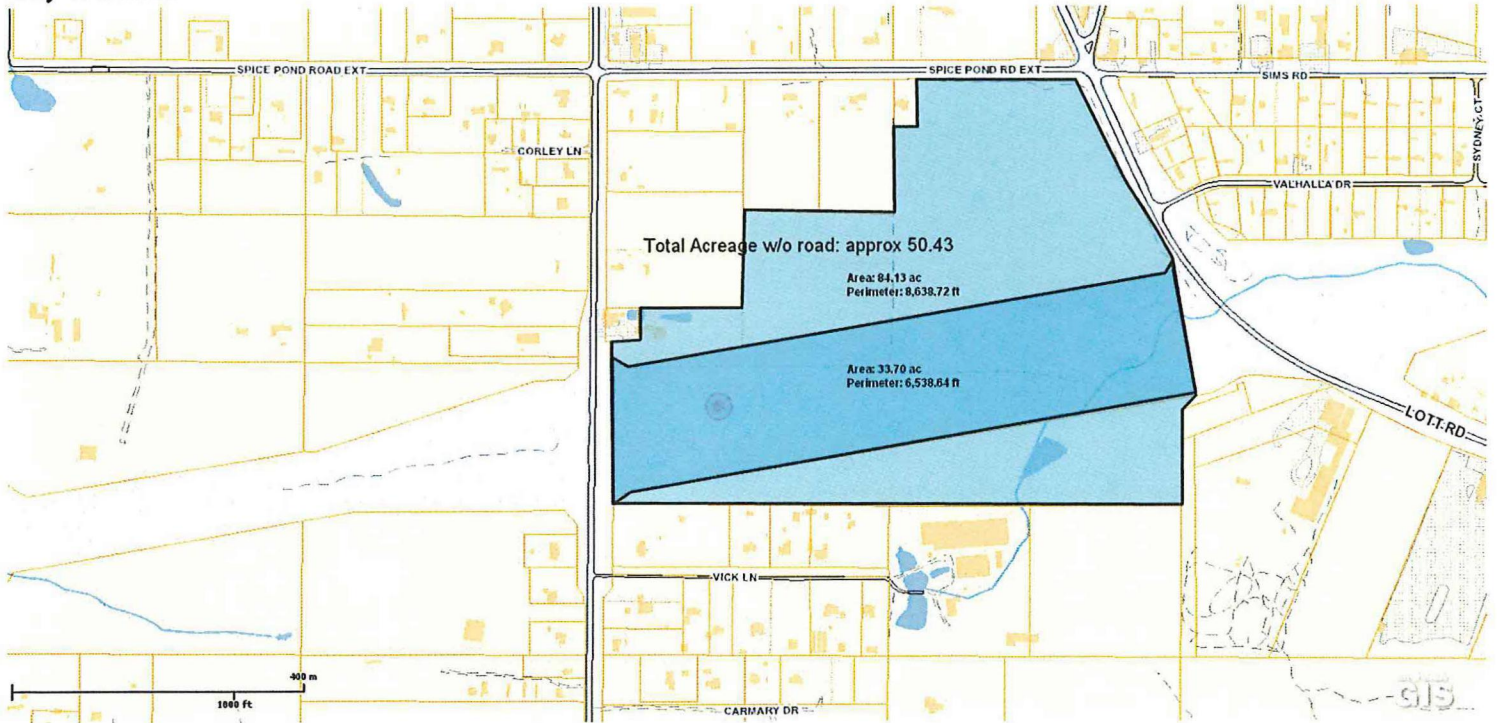 SPICE POND ROAD EXT
SPICE POND RD EXT
SIMS RD
SYDNEY CT
CORLEY LN
VALHALLA DR
Total Acreage w/o road: approx 50.43
Area: 84.13 ac
Perimeter: 8,638.72 ft
Area: 33.70 ac
Perimeter: 6,538.64 ft
LOTT RD
VICK LN
400 m
1000 ft
CARMARY DR
GIS